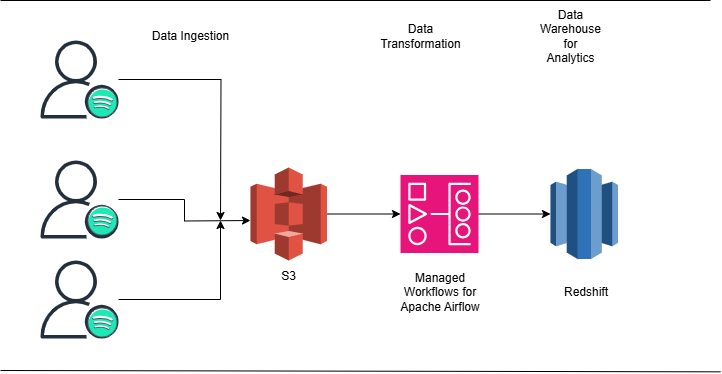 Data Ingestion
Data
Transformation
Data
Warehouse
for
Analytics
S3
Managed
Workflows for
Apache Airflow
Redshift